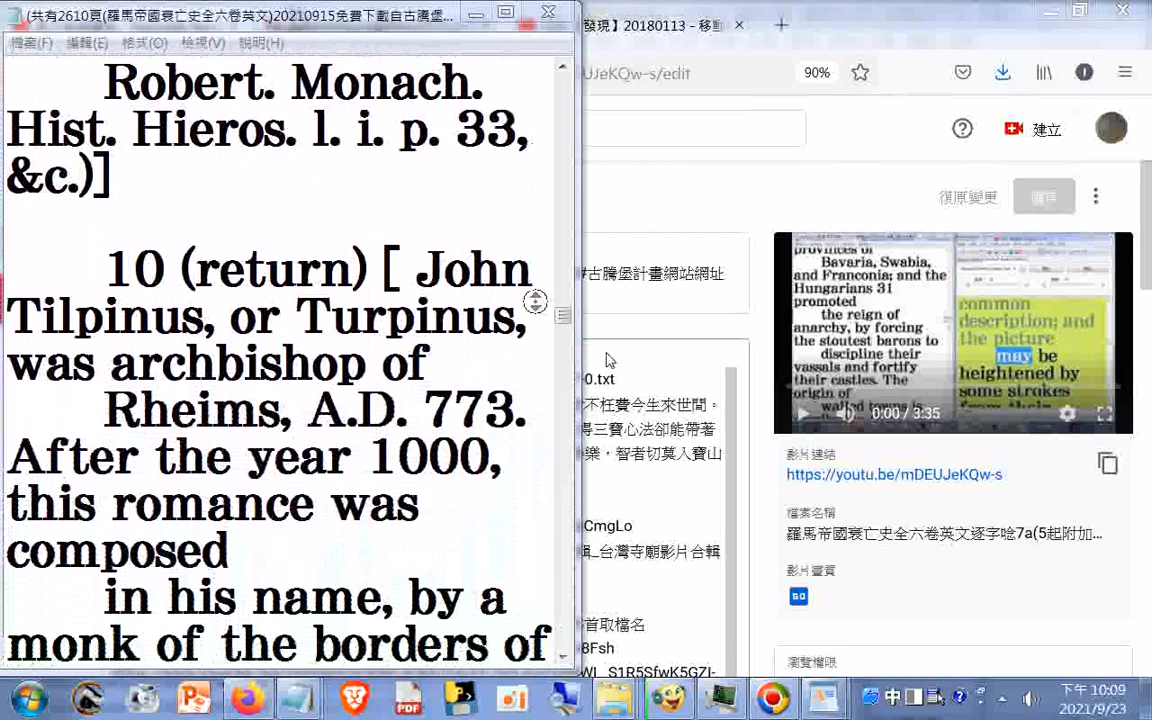 (共有2610頁(羅馬帝國衰亡史全六卷英文)20210915免費下載自古騰堡...
檔案(F) 編輯(E) 格式(O) 檢視(V) 說明(H)
Robert. Monach.
Hist. Hieros. l. i. p. 33,
&c.)]
10 (return) [ John
Tilpinus, or Turpinus,
was archbishop of
Rheims, A.D. 773.
After the year 1000,
this romance was
composed
in his name, by a
monk of the borders of
發現】20180113 - 移動
JeKQw-s/edit
90%
建立
復原變更
#古騰堡計畫網站網址
-0.txt
不枉費今生來世間。
得三寶心法卻能帶著
樂，智者切莫入寶山
CmgLo
輯_台灣寺廟影片合輯
首取檔名
8Fsh
WI_S1R5SfwK5GZI-
provinces of
Bavaria, Swabia,
and Franconia; and the
Hungarians 31
promoted
the reign of
anarchy, by forcing
the stoutest barons to
discipline their
vassals and fortify
their castles. The
origin of
walled towns is
common
description; and
the picture
may be
heightened by
some strokes
0:00 / 3:35
影片連結
https://youtu.be/mDEUJeKQw-s
檔案名稱
羅馬帝國衰亡史全六卷英文逐字唸7a(5起附加...
影片畫質
SD
瀏覽權限
中
下午 10:09
2021/9/23